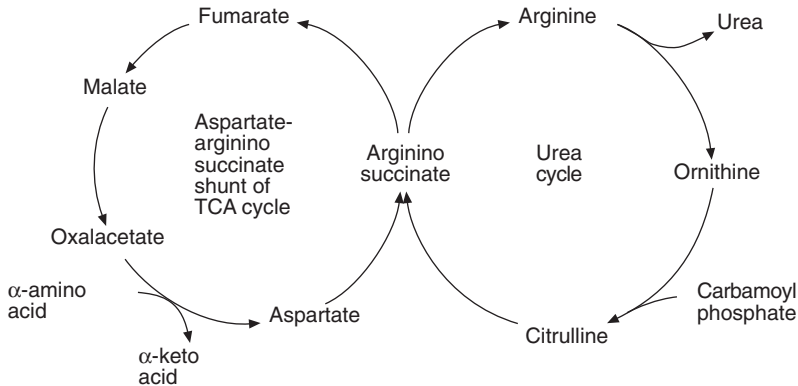 Fumarate
Arginine
Urea
Malate
Aspartate-
arginino
succinate
shunt of
TCA cycle
Arginino
succinate
Urea
cycle
Ornithine
Oxalacetate
α-amino
acid
Aspartate
Carbamoyl
phosphate
Citrulline
α-keto
acid